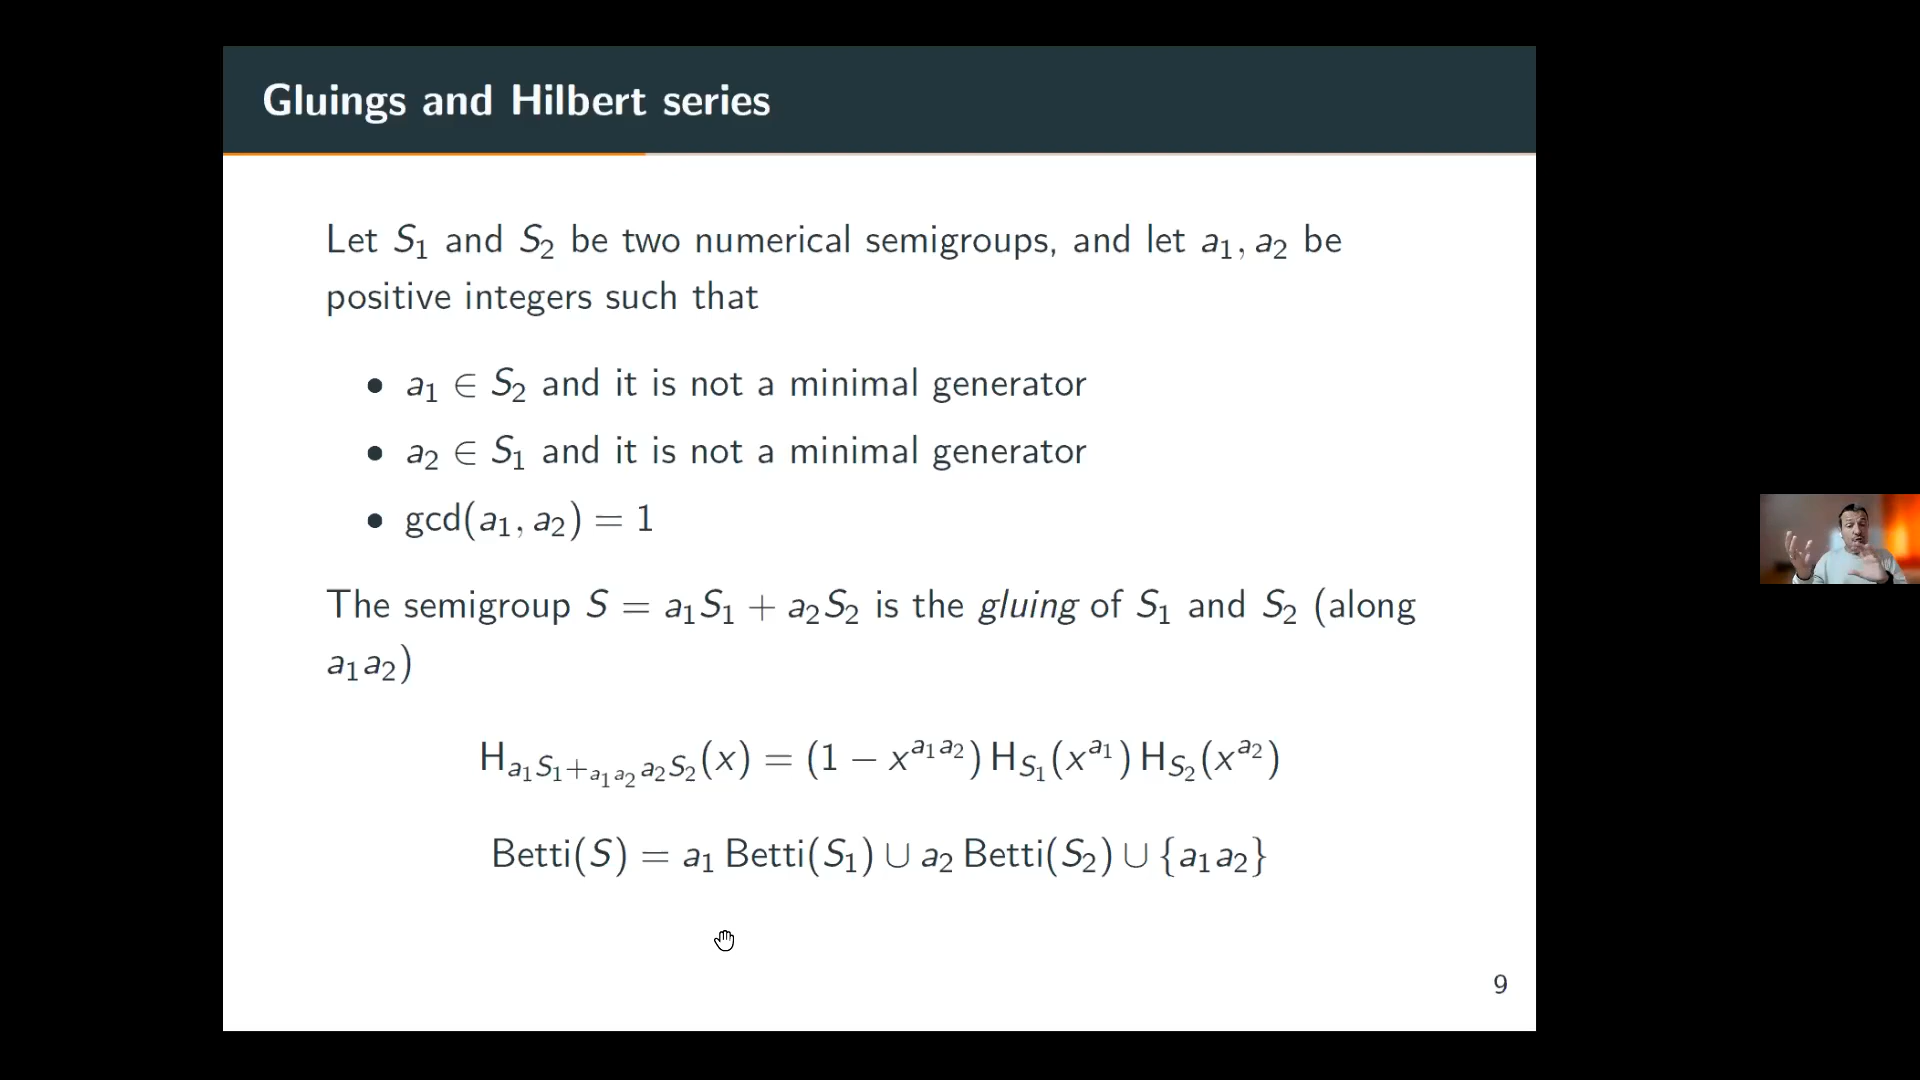 Gluings and Hilbert series
Let S₁ and S₂ be two numerical semigroups, and let a₁, a₂ be
positive integers such that
• a₁ ∈ S₂ and it is not a minimal generator
• a₂ ∈ S₁ and it is not a minimal generator
• gcd(a₁, a₂) = 1
The semigroup S = a₁S₁ + a₂S₂ is the gluing of S₁ and S₂ (along
a₁a₂)
H_{a₁S₁+_{a₁a₂}a₂S₂}(x) = (1 − x^{a₁a₂}) H_{S₁}(x^{a₁}) H_{S₂}(x^{a₂})
Betti(S) = a₁ Betti(S₁) ∪ a₂ Betti(S₂) ∪ {a₁a₂}
9